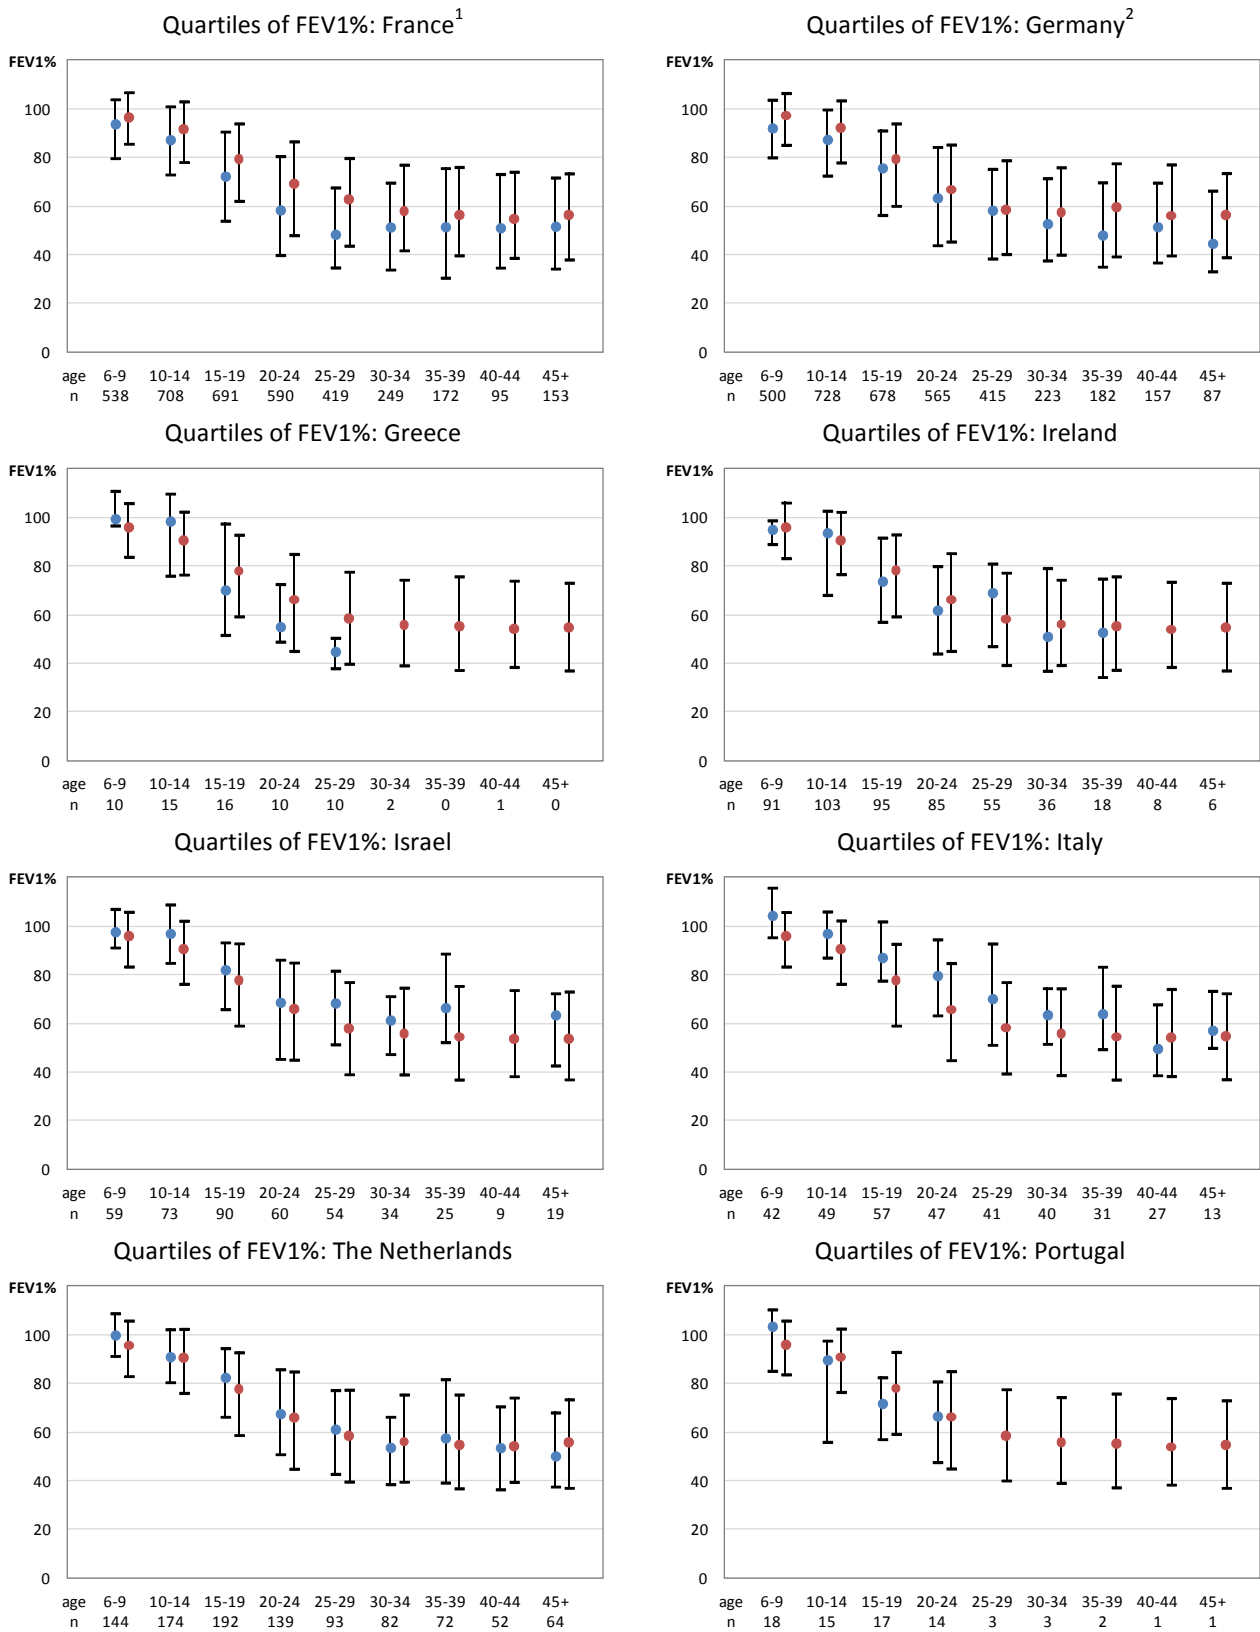 Quartiles of FEV1%: France1
FEV1%
100
80
60
40
20
0
age 6-9 10-14 15-19 20-24 25-29 30-34 35-39 40-44 45+
n 538 708 691 590 419 249 172 95 153
Quartiles of FEV1%: Germany2
FEV1%
100
80
60
40
20
0
age 6-9 10-14 15-19 20-24 25-29 30-34 35-39 40-44 45+
n 500 728 678 565 415 223 182 157 87
Quartiles of FEV1%: Greece
FEV1%
100
80
60
40
20
0
age 6-9 10-14 15-19 20-24 25-29 30-34 35-39 40-44 45+
n 10 15 16 10 10 2 0 1 0
Quartiles of FEV1%: Ireland
FEV1%
100
80
60
40
20
0
age 6-9 10-14 15-19 20-24 25-29 30-34 35-39 40-44 45+
n 91 103 95 85 55 36 18 8 6
Quartiles of FEV1%: Israel
FEV1%
100
80
60
40
20
0
age 6-9 10-14 15-19 20-24 25-29 30-34 35-39 40-44 45+
n 59 73 90 60 54 34 25 9 19
Quartiles of FEV1%: Italy
FEV1%
100
80
60
40
20
0
age 6-9 10-14 15-19 20-24 25-29 30-34 35-39 40-44 45+
n 42 49 57 47 41 40 31 27 13
Quartiles of FEV1%: The Netherlands
FEV1%
100
80
60
40
20
0
age 6-9 10-14 15-19 20-24 25-29 30-34 35-39 40-44 45+
n 144 174 192 139 93 82 72 52 64
Quartiles of FEV1%: Portugal
FEV1%
100
80
60
40
20
0
age 6-9 10-14 15-19 20-24 25-29 30-34 35-39 40-44 45+
n 18 15 17 14 3 3 2 1 1